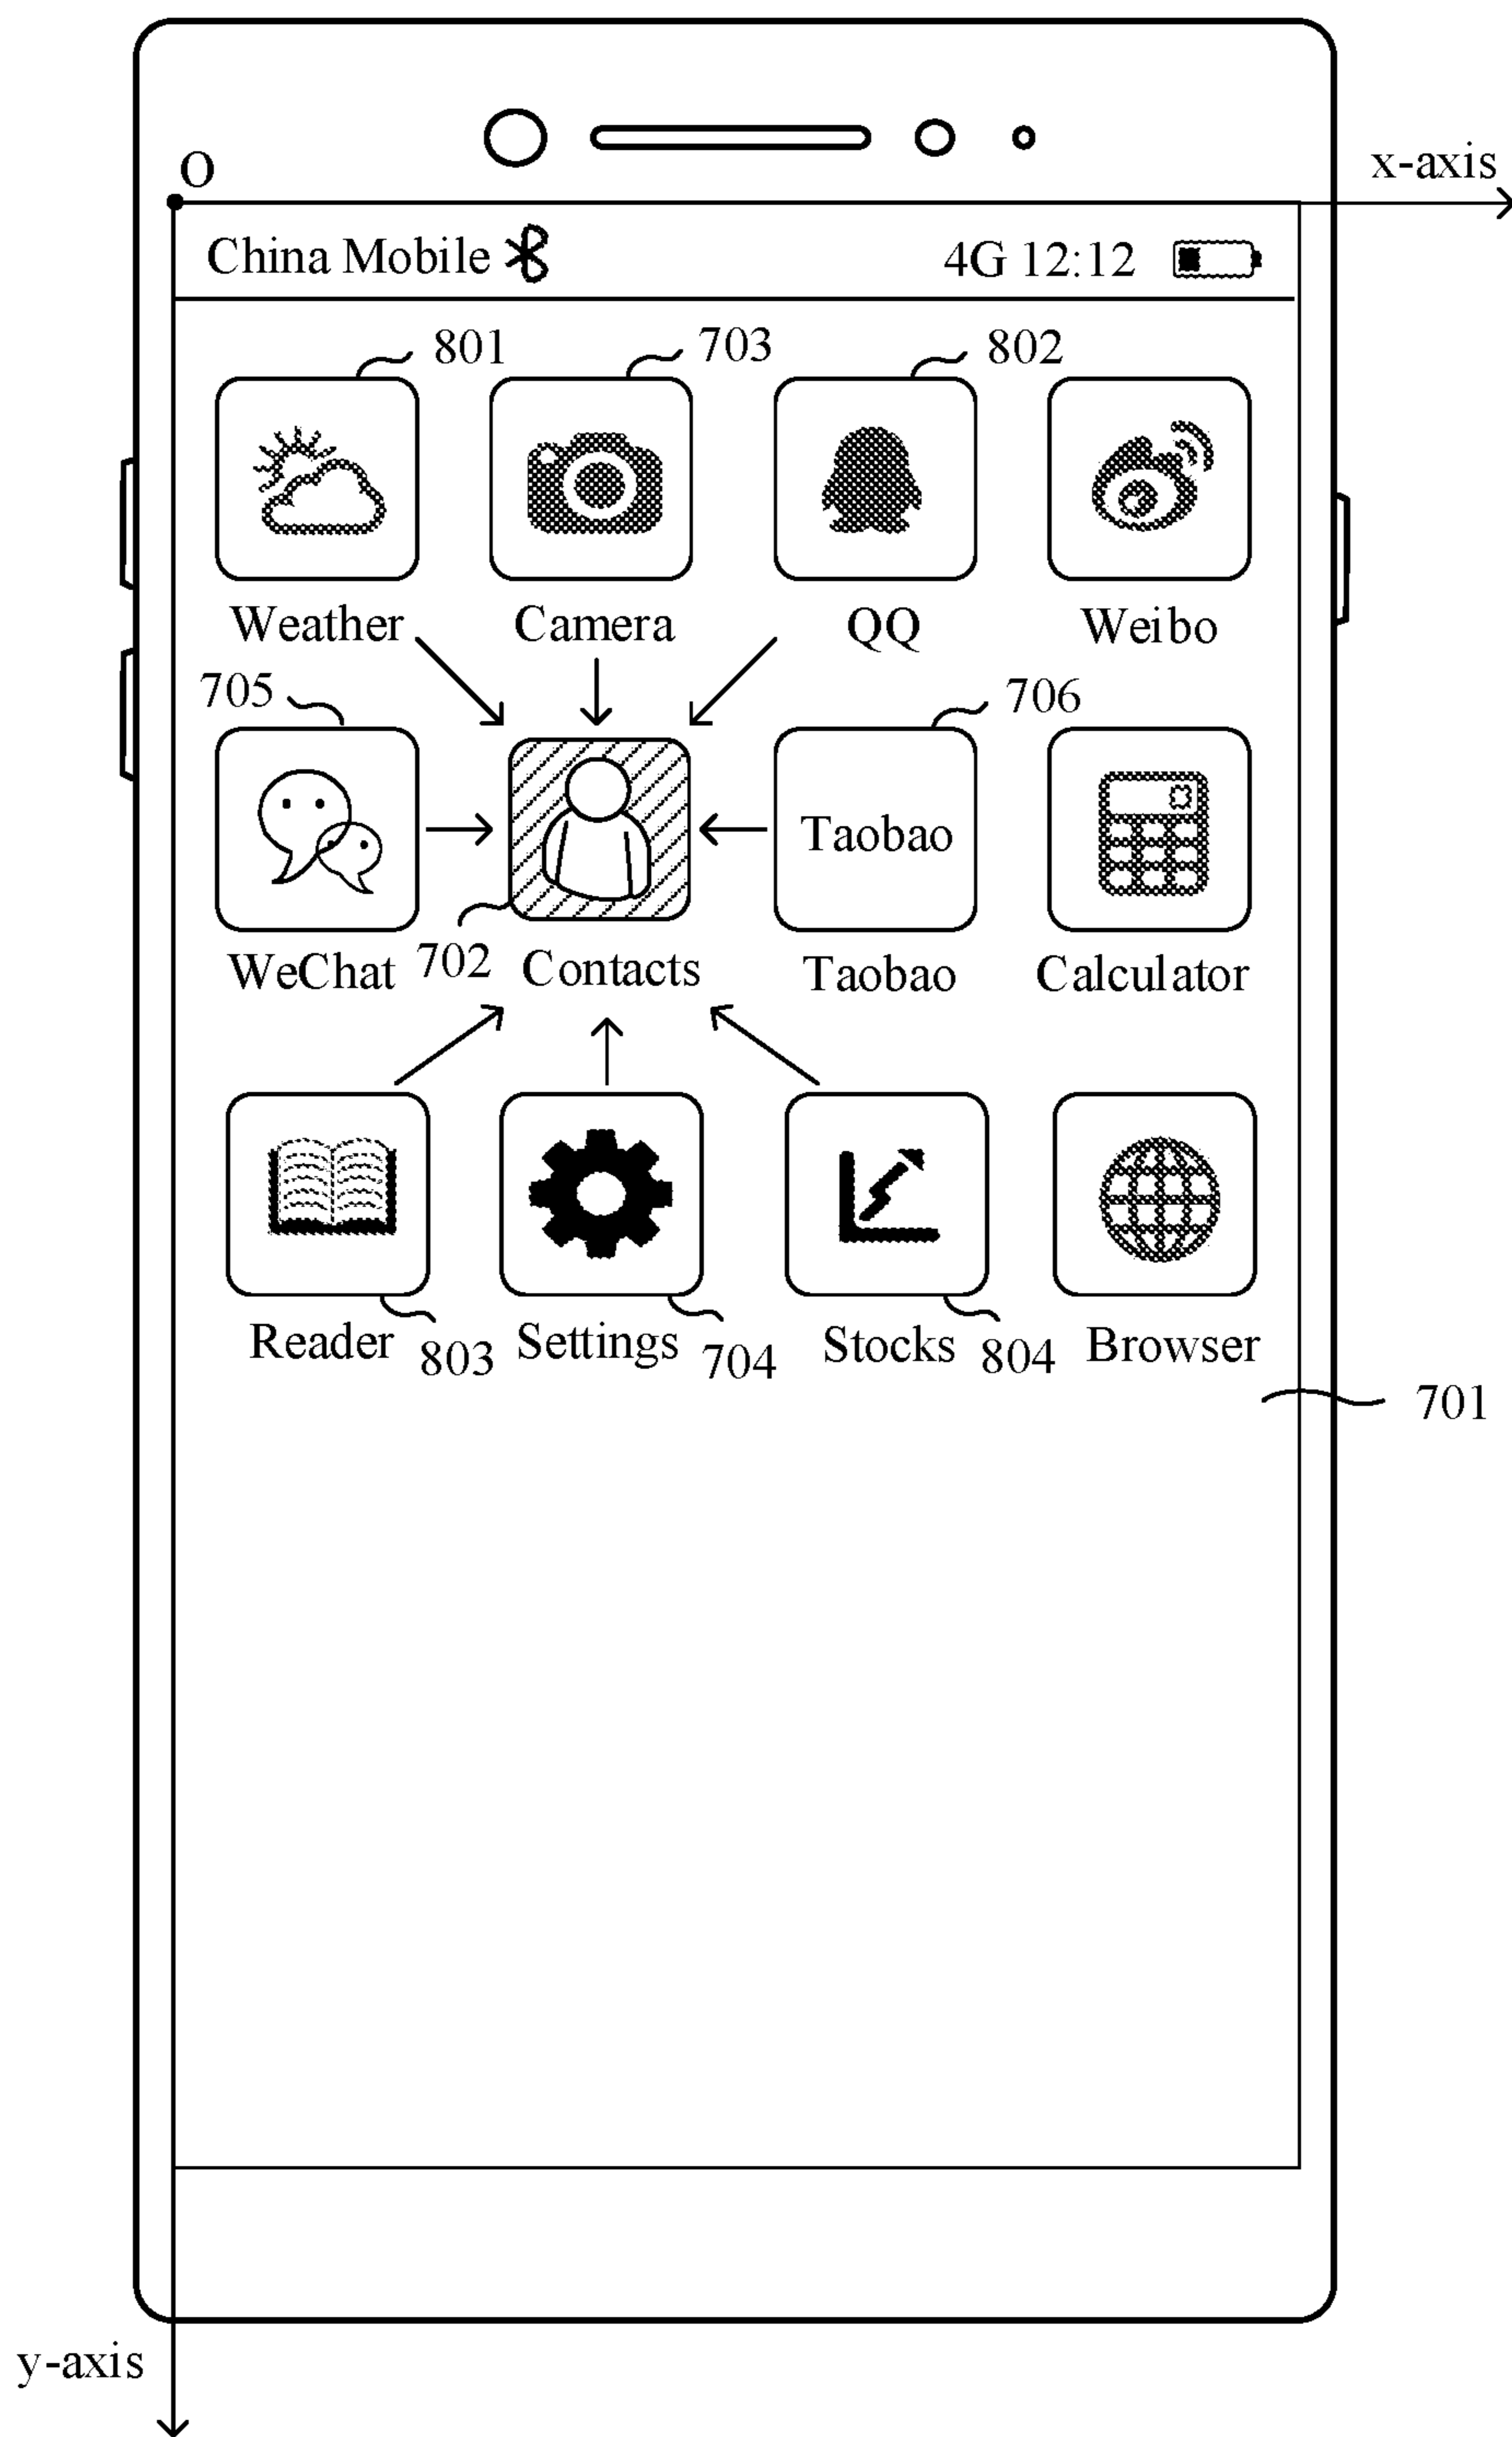 O
x-axis
China Mobile 4G 12:12
801 703 802
Weather Camera QQ Weibo
705 706
Taobao
702
WeChat Contacts Taobao Calculator
Reader 803 Settings 704 Stocks 804 Browser
701
y-axis